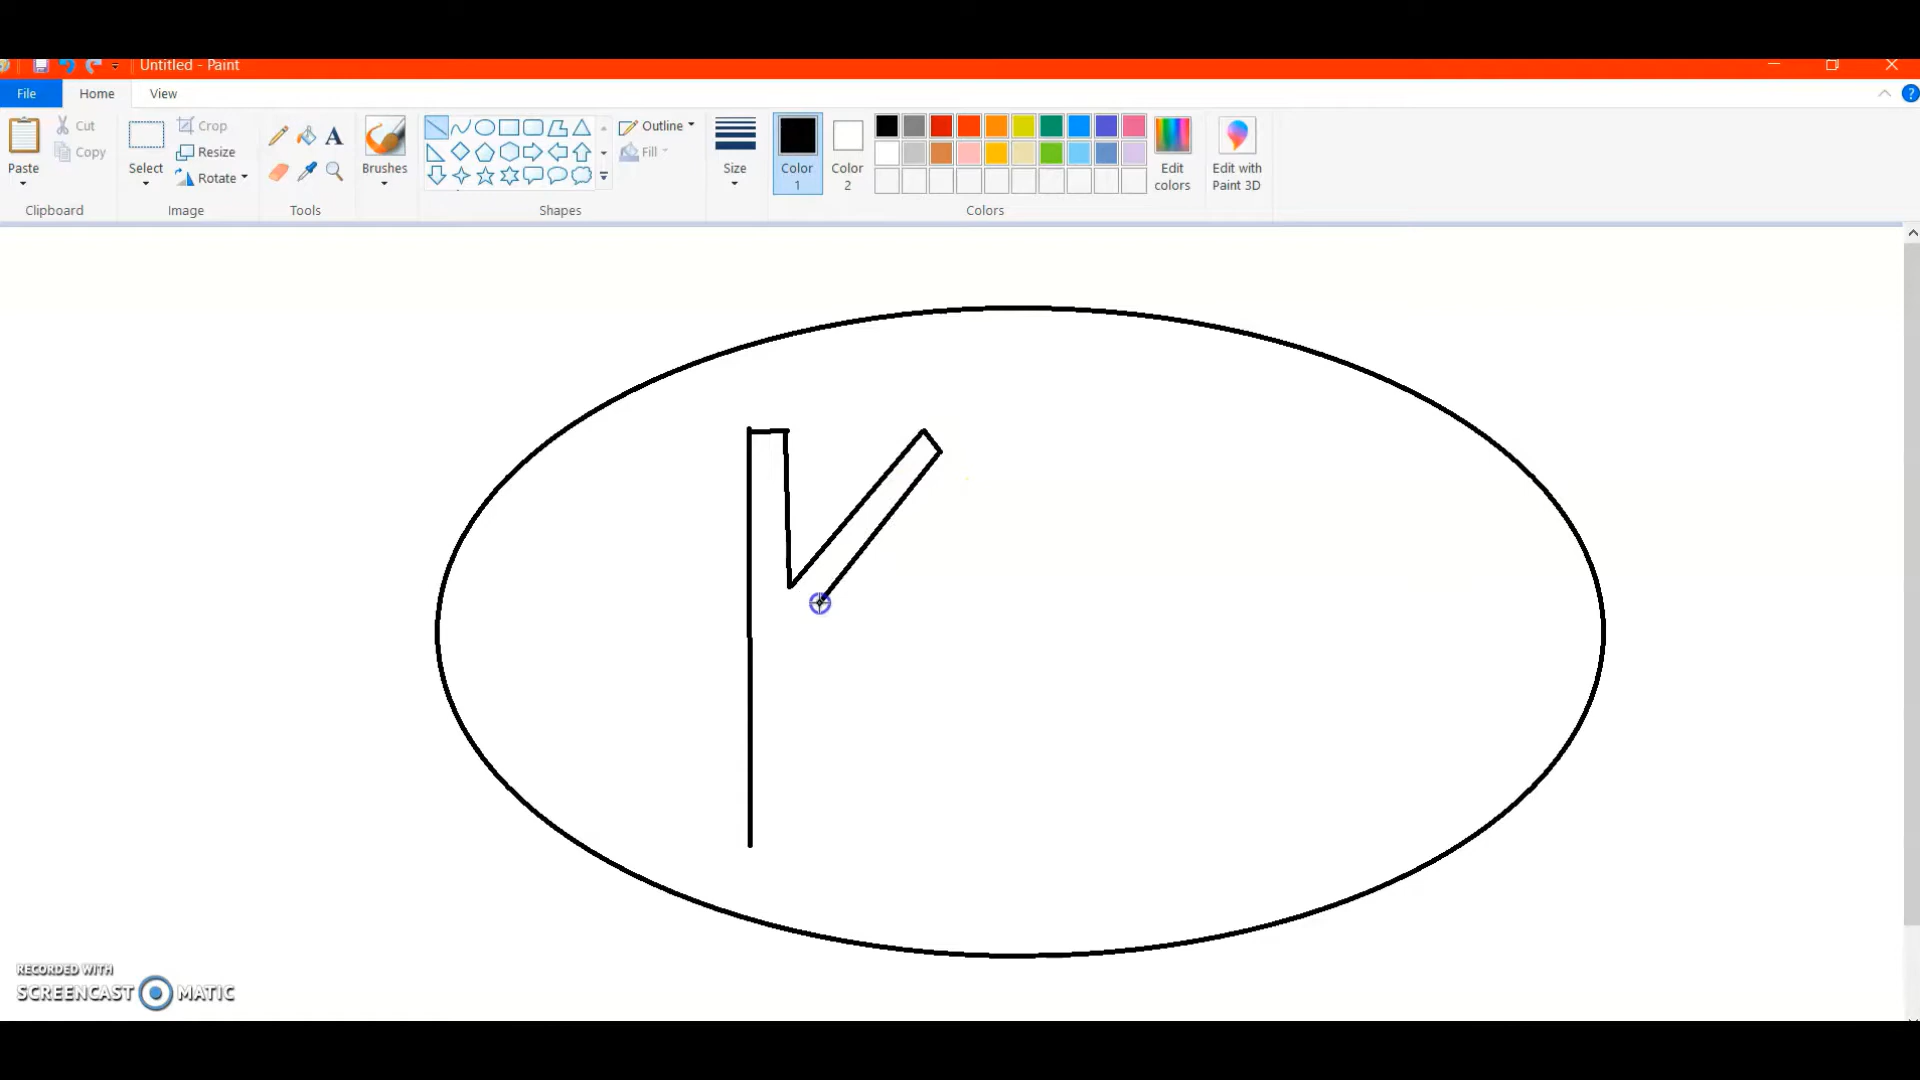 Untitled - Paint
File Home View
Paste
Cut
Copy
Clipboard
Select
Crop
Resize
Rotate
Image
A
Tools
Brushes
Shapes
Outline
Fill
Size
Color 1
Color 2
Colors
Edit colors
Edit with Paint 3D
?
RECORDED WITH
SCREENCAST MATIC